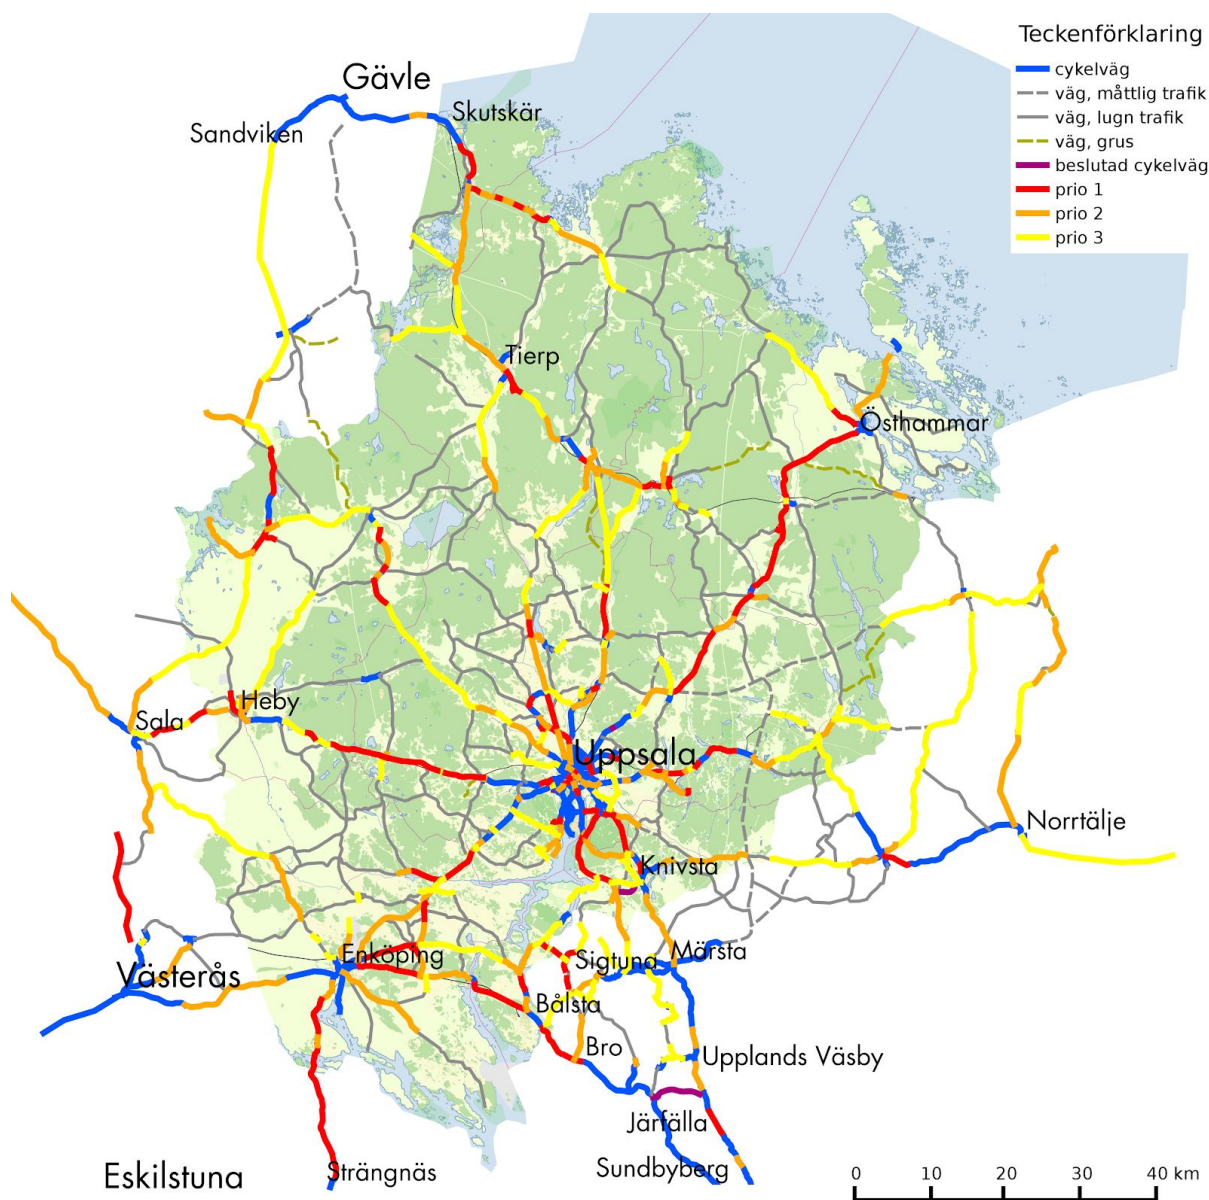 Teckenförklaring
cykelväg
väg, måttlig trafik
väg, lugn trafik
väg, grus
beslutad cykelväg
prio 1
prio 2
prio 3
Gävle
Skutskär
Sandviken
Tierp
Östhammar
Heby
Sala
Uppsala
Norrtälje
Knivsta
Enköping
Sigtuna
Märsta
Västerås
Bålsta
Bro
Upplands Väsby
Järfälla
Eskilstuna
Strängnäs
Sundbyberg
0 10 20 30 40 km